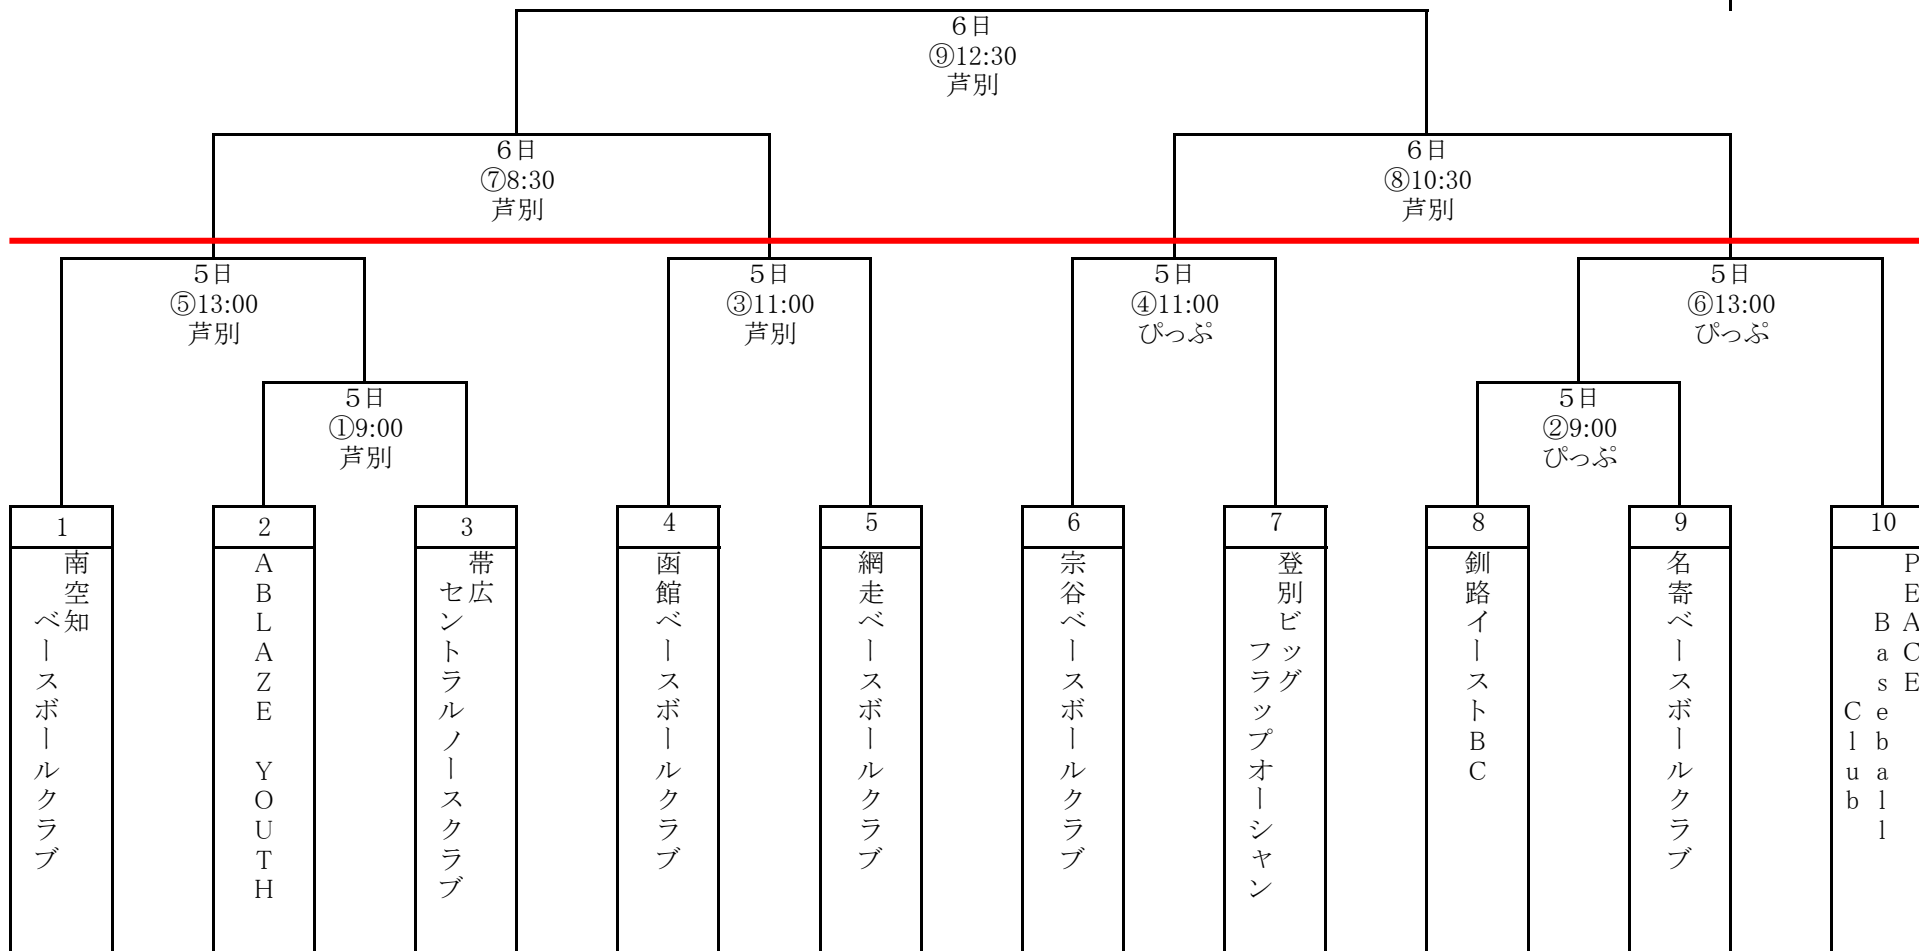 ６日
⑨12:30
芦別
６日
⑦8:30
芦別
６日
⑧10:30
芦別
５日
⑤13:00
芦別
５日
③11:00
芦別
５日
④11:00
ぴっぷ
５日
⑥13:00
ぴっぷ
５日
①9:00
芦別
５日
②9:00
ぴっぷ
1
南空知
ベースボールクラブ
2
ABLAZE YOUTH
3
帯広
セントラルノースクラブ
4
函館ベースボールクラブ
5
網走ベースボールクラブ
6
宗谷ベースボールクラブ
7
登別ビッグ
フラップオーシャン
8
釧路イーストBC
9
名寄ベースボールクラブ
10
PEACE
Baseball
Club